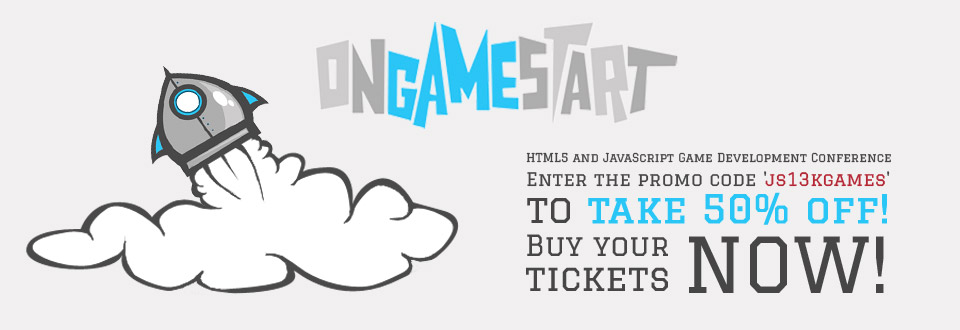 ONGAMESTART
HTML5 and JavaScript Game Development Conference
Enter the promo code 'js13kgames'
to take 50% off!
Buy your
tickets NOW!